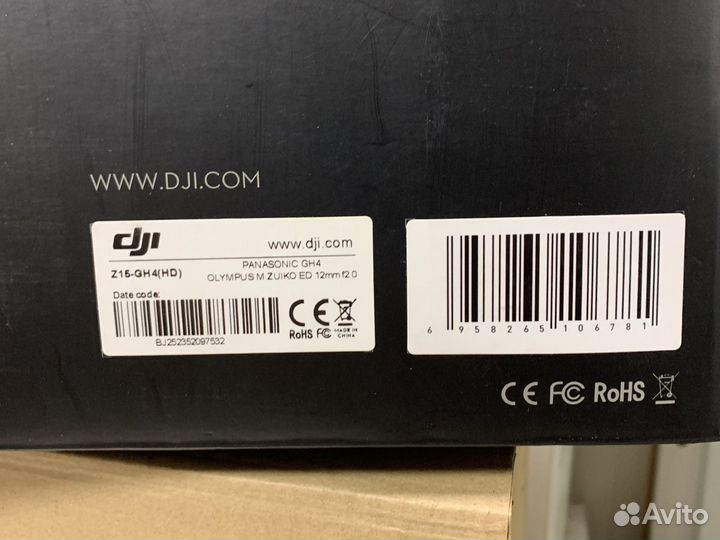 WWW.DJI.COM
dji
www.dji.com
Z15-GH4(HD)
PANASONIC GH4
OLYMPUS M.ZUIKO ED 12mm f2.0
Date code:
BJ252352097532
CE
RoHS FC MADE IN CHINA
6 958265 106781
CE FC RoHS
Avito